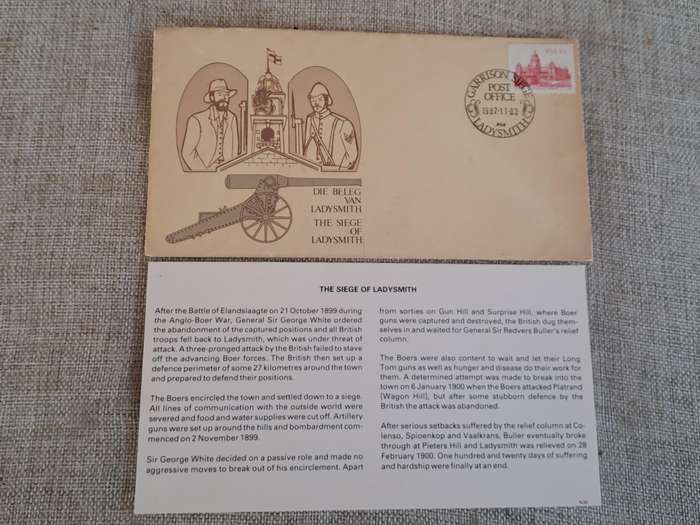 GARRISON SIEGE
POST
OFFICE
1982-11-02
LADYSMITH
DIE BELEG
VAN
LADYSMITH
THE SIEGE
OF
LADYSMITH
THE SIEGE OF LADYSMITH
After the Battle of Elandslaagte on 21 October 1899 during
the Anglo-Boer War, General Sir George White ordered
the abandonment of the captured positions and all British
troops fell back to Ladysmith, which was under threat of
attack. A three-pronged attack by the British failed to stave
off the advancing Boer forces. The British then set up a
defence perimeter of some 27 kilometres around the town
and prepared to defend their positions.
The Boers encircled the town and settled down to a siege.
All lines of communication with the outside world were
severed and food and water supplies were cut off. Artillery
guns were set up around the hills and bombardment com-
menced on 2 November 1899.
Sir George White decided on a passive role and made no
aggressive moves to break out of his encirclement. Apart
from sorties on Gun Hill and Surprise Hill, where Boer
guns were captured and destroyed, the British dug them-
selves in and waited for General Sir Redvers Buller's relief
column.
The Boers were also content to wait and let their Long
Tom guns as well as hunger and disease do their work for
them. A determined attempt was made to break into the
town on 6 January 1900 when the Boers attacked Platrand
[Wagon Hill], but after some stubborn defence by the
British the attack was abandoned.
After serious setbacks suffered by the relief column at Co-
lenso, Spioenkop and Vaalkrans, Buller eventually broke
through at Pieters Hill and Ladysmith was relieved on 28
February 1900. One hundred and twenty days of suffering
and hardship were finally at an end.